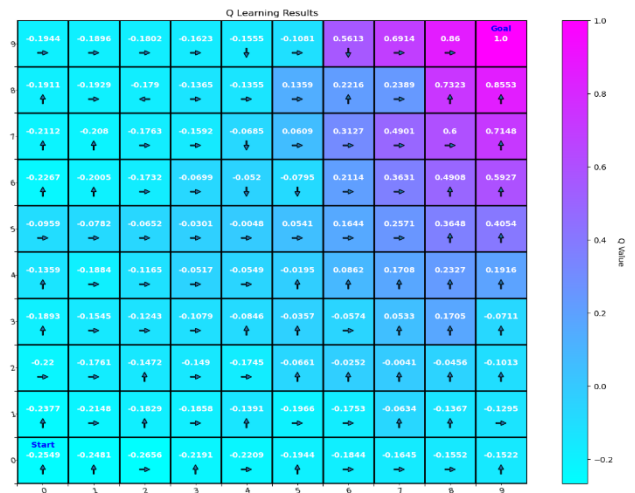 Q Learning Results
Goal
9 -0.1944 -0.1896 -0.1802 -0.1623 -0.1555 -0.1081 0.5613 0.6914 0.86 1.0
8 -0.1911 -0.1929 -0.179 -0.1365 -0.1355 0.1359 0.2216 0.2389 0.7323 0.8553
7 -0.2112 -0.208 -0.1763 -0.1592 -0.0685 0.0609 0.3127 0.4901 0.6 0.7148
6 -0.2267 -0.2005 -0.1732 -0.0699 -0.052 -0.0795 0.2114 0.3631 0.4908 0.5927
5 -0.0959 -0.0782 -0.0652 -0.0301 -0.0048 0.0541 0.1644 0.2571 0.3648 0.4054
4 -0.1359 -0.1884 -0.1165 -0.0517 -0.0549 -0.0195 0.0862 0.1708 0.2327 0.1916
3 -0.1893 -0.1545 -0.1243 -0.1079 -0.0846 -0.0357 -0.0574 0.0533 0.1705 -0.0711
2 -0.22 -0.1761 -0.1472 -0.149 -0.1745 -0.0661 -0.0252 -0.0041 -0.0456 -0.1013
1 -0.2377 -0.2148 -0.1829 -0.1858 -0.1391 -0.1966 -0.1753 -0.0634 -0.1367 -0.1295
Start
0 -0.2549 -0.2481 -0.2656 -0.2191 -0.2209 -0.1944 -0.1844 -0.1645 -0.1552 -0.1522
0 1 2 3 4 5 6 7 8 9
1.0
0.8
0.6
0.4
0.2
0.0
−0.2
Q Value